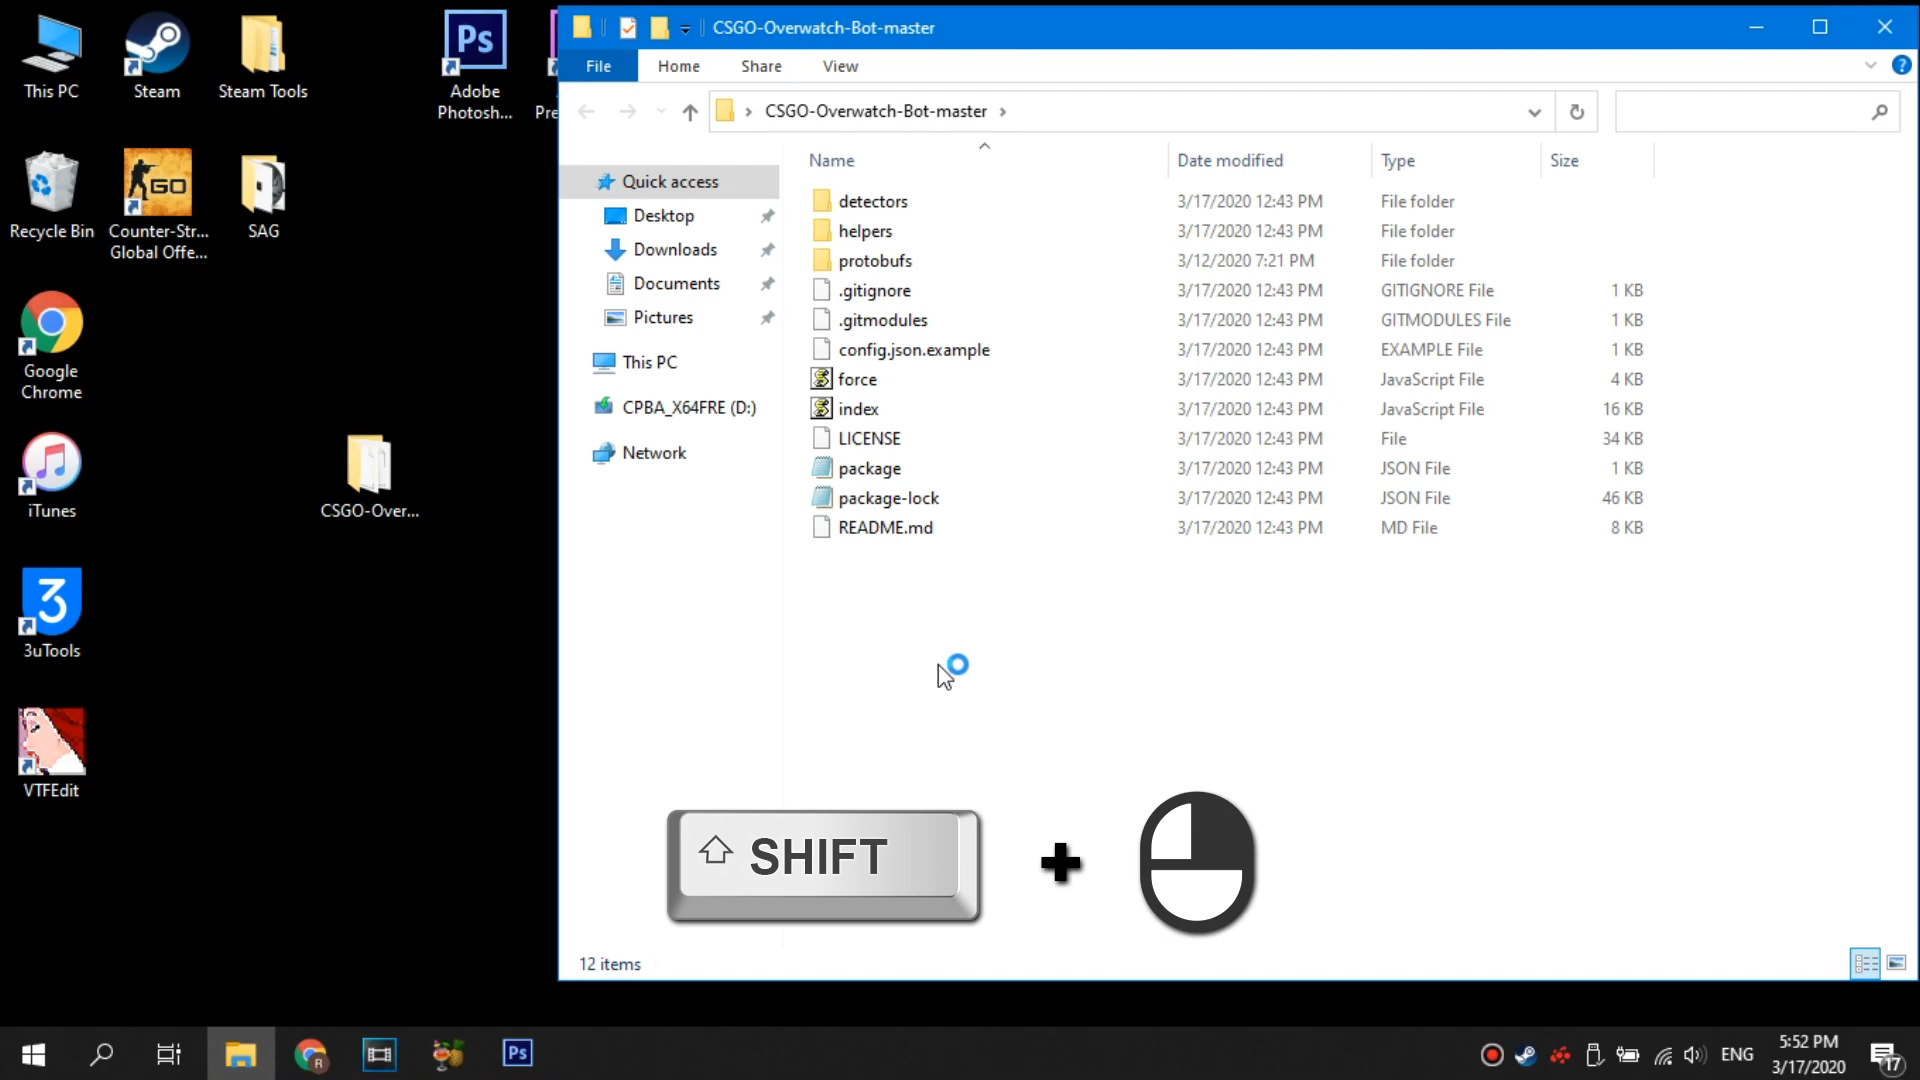 This PC
Steam
Steam Tools
Ps
Adobe
Photosh...
Pre
Recycle Bin
GO
Counter-Str...
Global Offe...
SAG
Google
Chrome
iTunes
CSGO-Over...
3
3uTools
VTFEdit
CSGO-Overwatch-Bot-master
File
Home
Share
View
?
CSGO-Overwatch-Bot-master
Name
Date modified
Type
Size
Quick access
Desktop
Downloads
Documents
Pictures
This PC
CPBA_X64FRE (D:)
Network
detectors 3/17/2020 12:43 PM File folder
helpers 3/17/2020 12:43 PM File folder
protobufs 3/12/2020 7:21 PM File folder
.gitignore 3/17/2020 12:43 PM GITIGNORE File 1 KB
.gitmodules 3/17/2020 12:43 PM GITMODULES File 1 KB
config.json.example 3/17/2020 12:43 PM EXAMPLE File 1 KB
force 3/17/2020 12:43 PM JavaScript File 4 KB
index 3/17/2020 12:43 PM JavaScript File 16 KB
LICENSE 3/17/2020 12:43 PM File 34 KB
package 3/17/2020 12:43 PM JSON File 1 KB
package-lock 3/17/2020 12:43 PM JSON File 46 KB
README.md 3/17/2020 12:43 PM MD File 8 KB
SHIFT
+
12 items
R
Ps
ENG
5:52 PM
3/17/2020
17